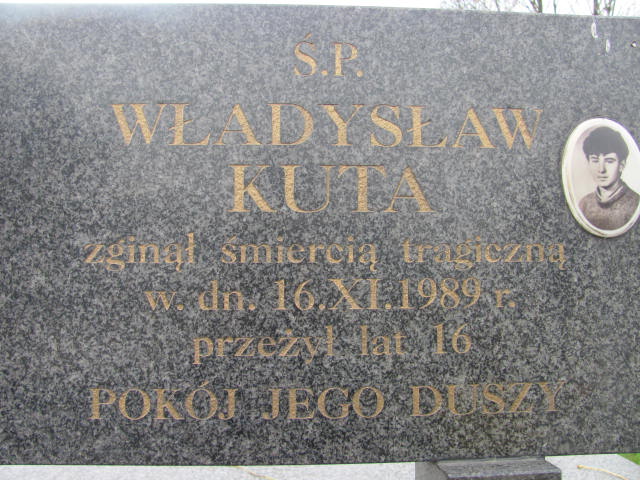 Ś.P.
WŁADYSŁAW
KUTA
zginął śmiercią tragiczną
w. dn. 16.XI.1989 r.
przeżył lat 16
POKÓJ JEGO DUSZY